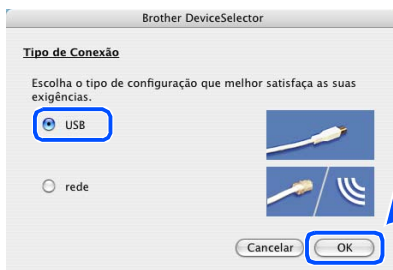 Brother DeviceSelector
Tipo de Conexão
Escolha o tipo de configuração que melhor satisfaça as suas
exigências.
USB
rede
Cancelar OK